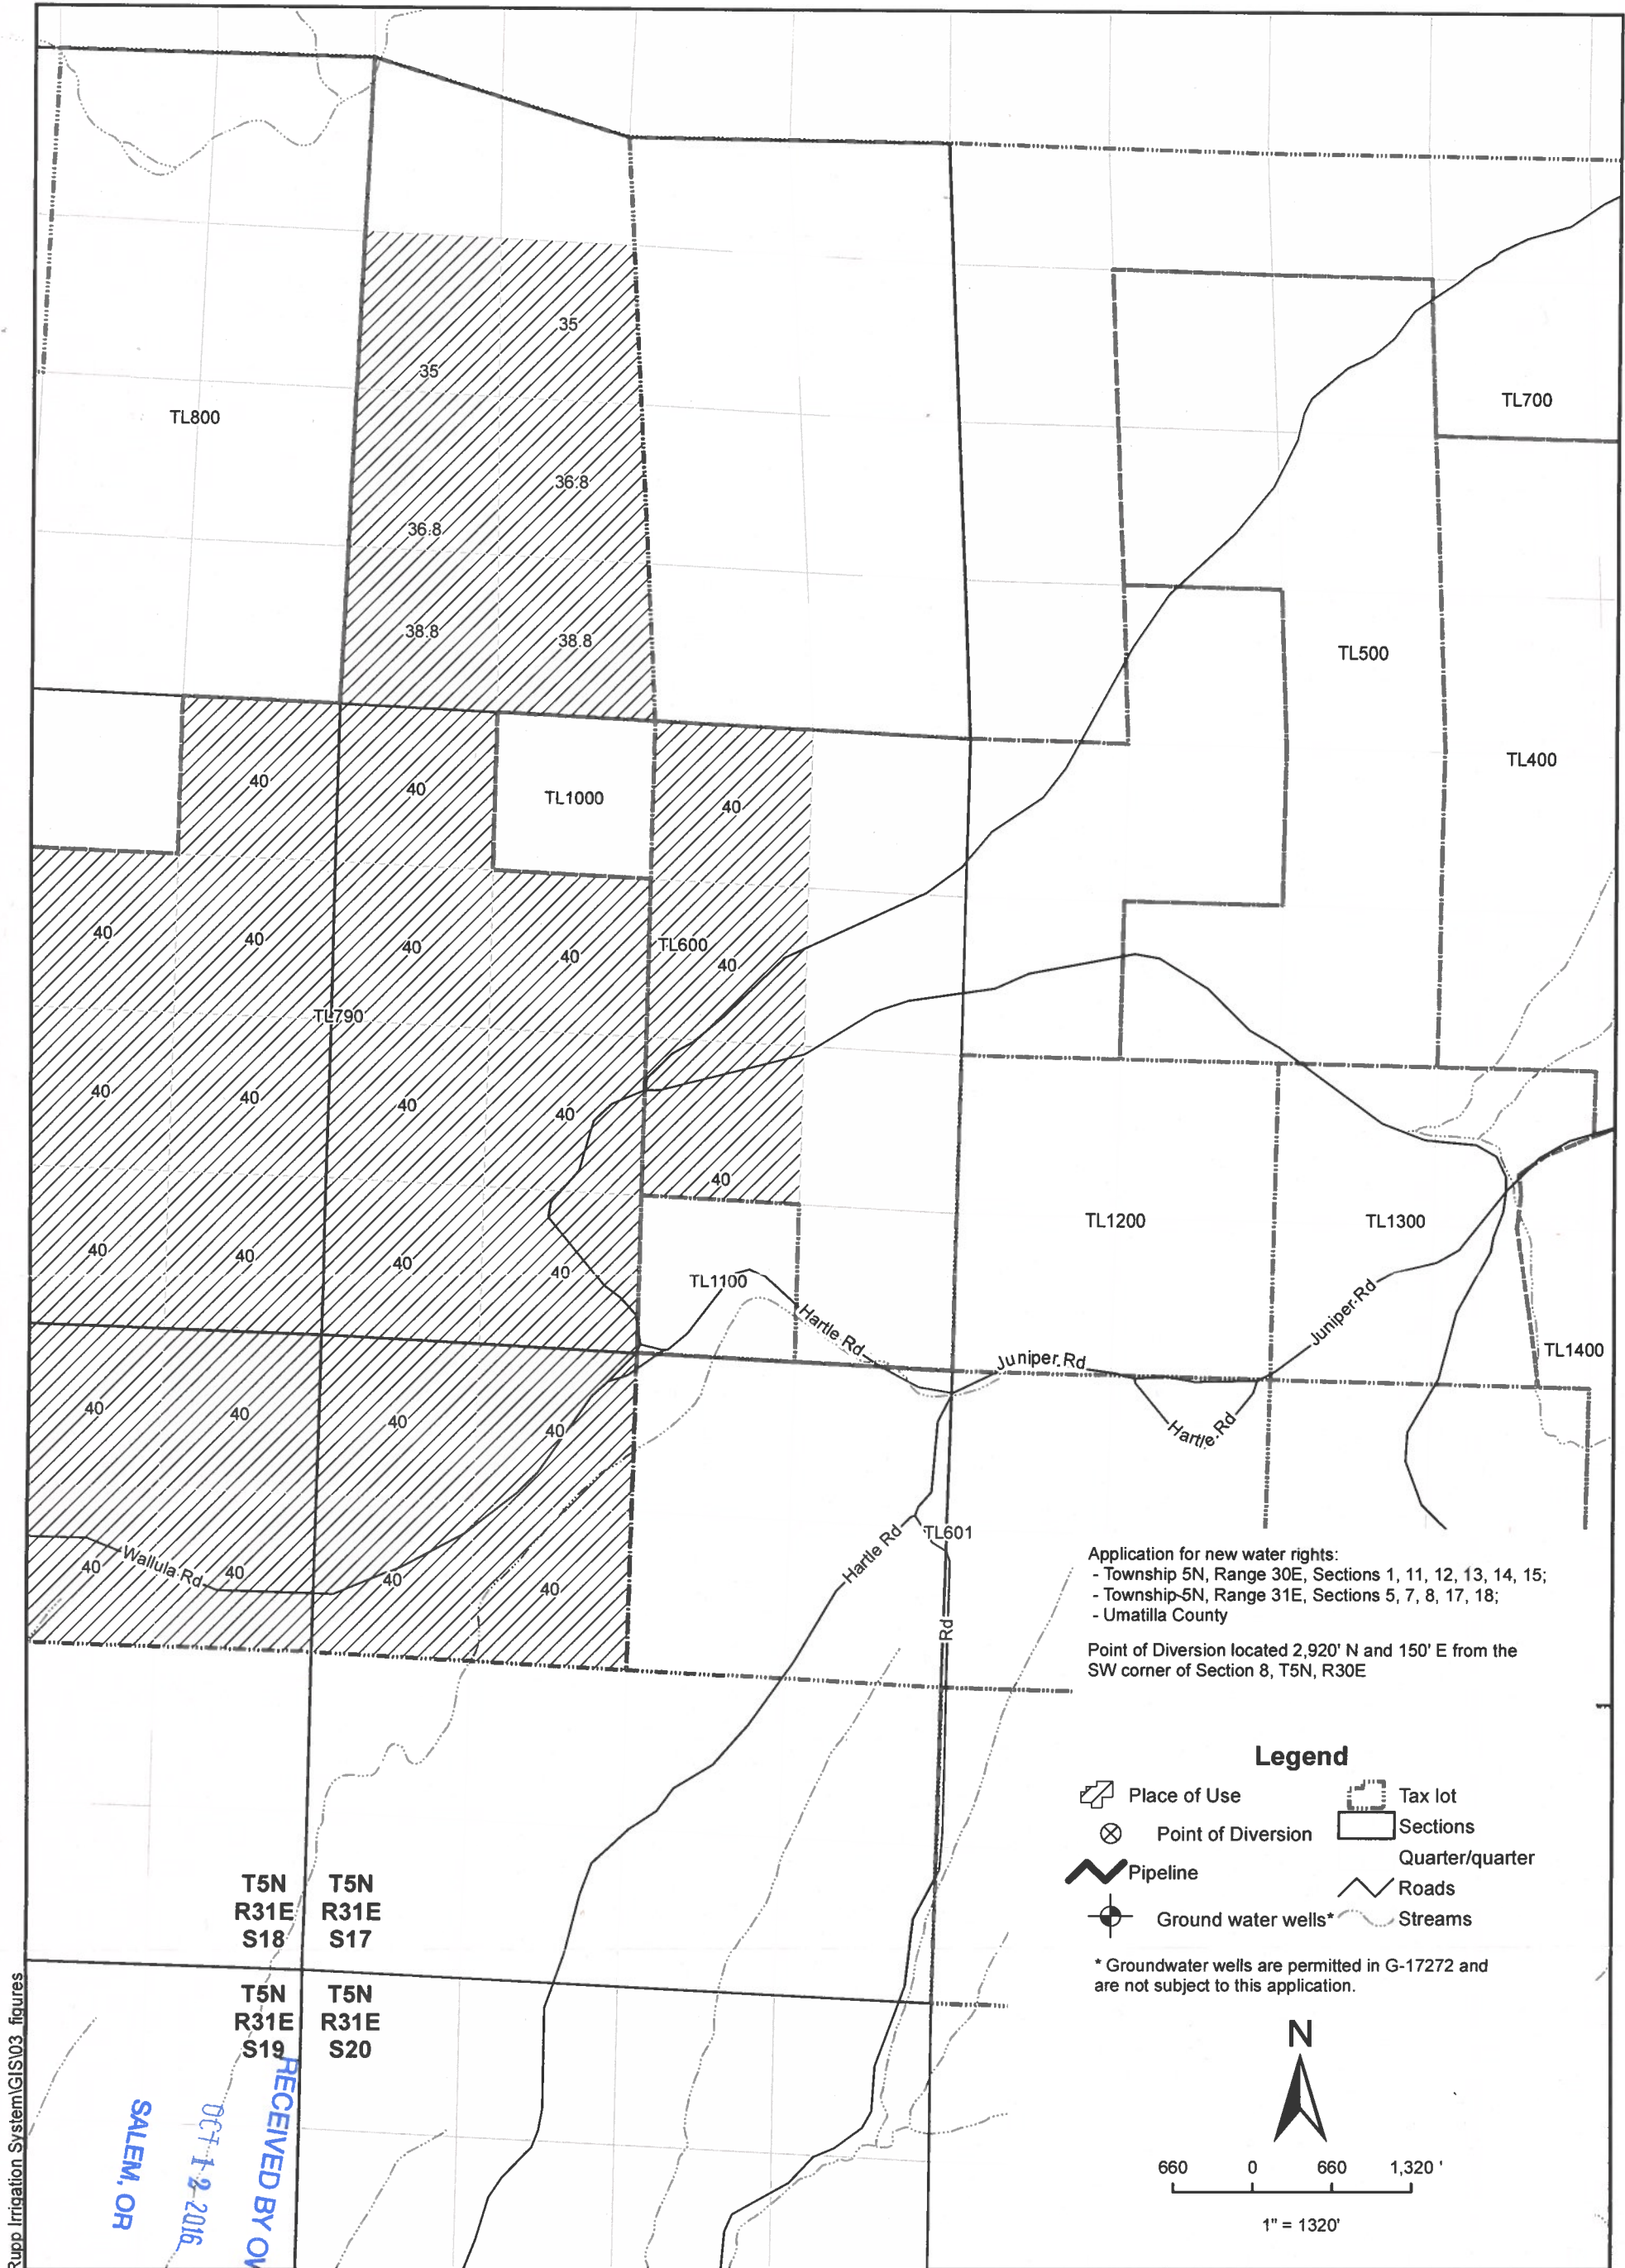 35
35
TL700
TL800
36.8
36.8
38.8
38.8
TL500
TL400
40
40
TL1000
40
40
40
40
40
TL600
40
TL790
40
40
40
40
40
TL1200
TL1300
40
40
40
40
TL1100
Hartle Rd
Juniper Rd
Juniper Rd
TL1400
Hartle Rd
40
40
40
40
Hartle Rd
TL601
Rd
Wallula Rd
40
40
40
40
Application for new water rights:
- Township 5N, Range 30E, Sections 1, 11, 12, 13, 14, 15;
- Township 5N, Range 31E, Sections 5, 7, 8, 17, 18;
- Umatilla County
Point of Diversion located 2,920' N and 150' E from the
SW corner of Section 8, T5N, R30E
Legend
Place of Use
Tax lot
Point of Diversion
Sections
Quarter/quarter
Pipeline
Roads
Ground water wells*
Streams
* Groundwater wells are permitted in G-17272 and
are not subject to this application.
N
660 0 660 1,320 '
1" = 1320'
T5N T5N
R31E R31E
S18 S17
T5N T5N
R31E R31E
S19 S20
RECEIVED BY OW
OCT 12 2016
SALEM, OR
Rupp Irrigation System\GIS\03_figures